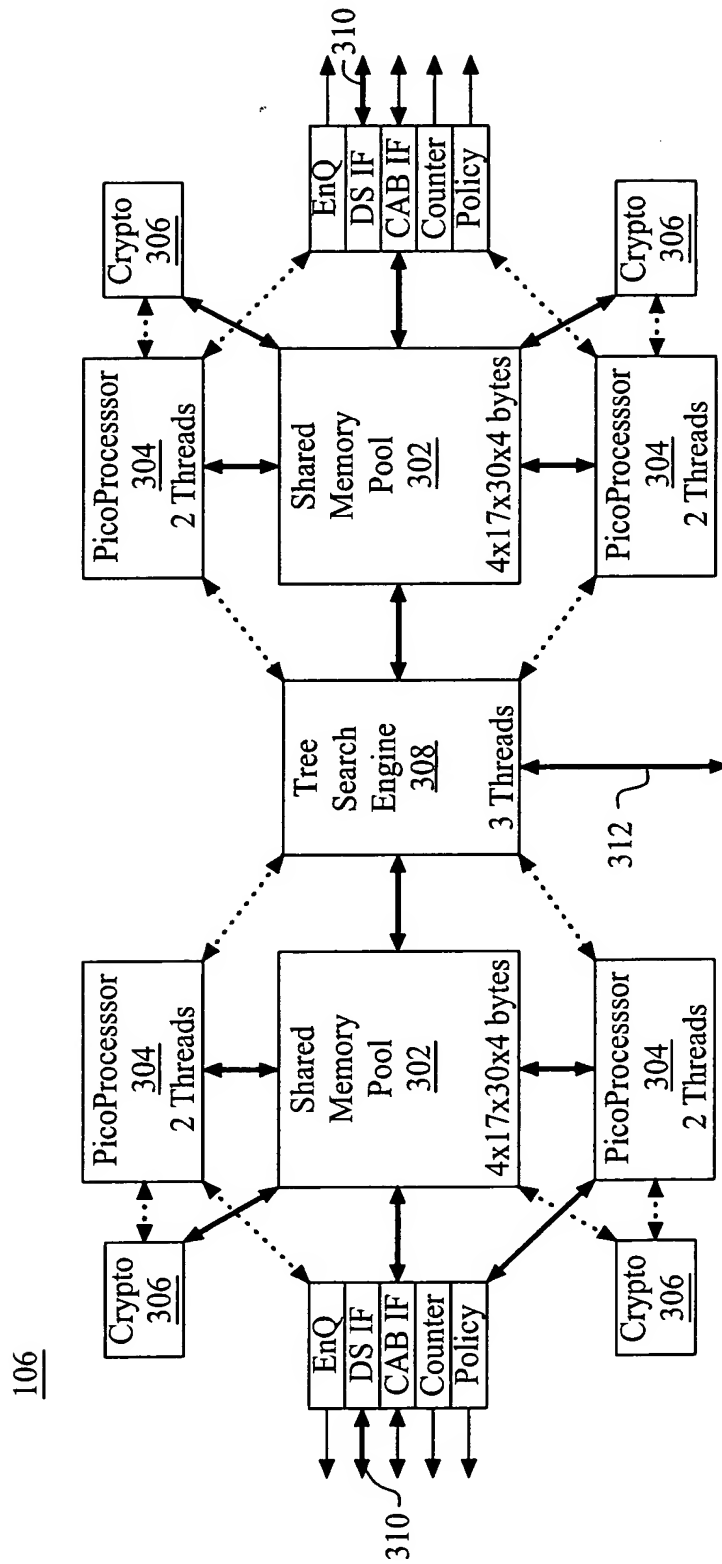 106
Crypto
306
PicoProcesssor
304
2 Threads
PicoProcesssor
304
2 Threads
Crypto
306
310
EnQ
DS IF
CAB IF
Counter
Policy
Shared
Memory
Pool
302
4x17x30x4 bytes
Tree
Search
Engine
308
3 Threads
Shared
Memory
Pool
302
4x17x30x4 bytes
EnQ
DS IF
CAB IF
Counter
Policy
310
Crypto
306
PicoProcesssor
304
2 Threads
312
PicoProcesssor
304
2 Threads
Crypto
306